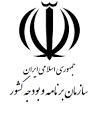 جمهوری اسلامی ایران
سازمان برنامه و بودجه کشور